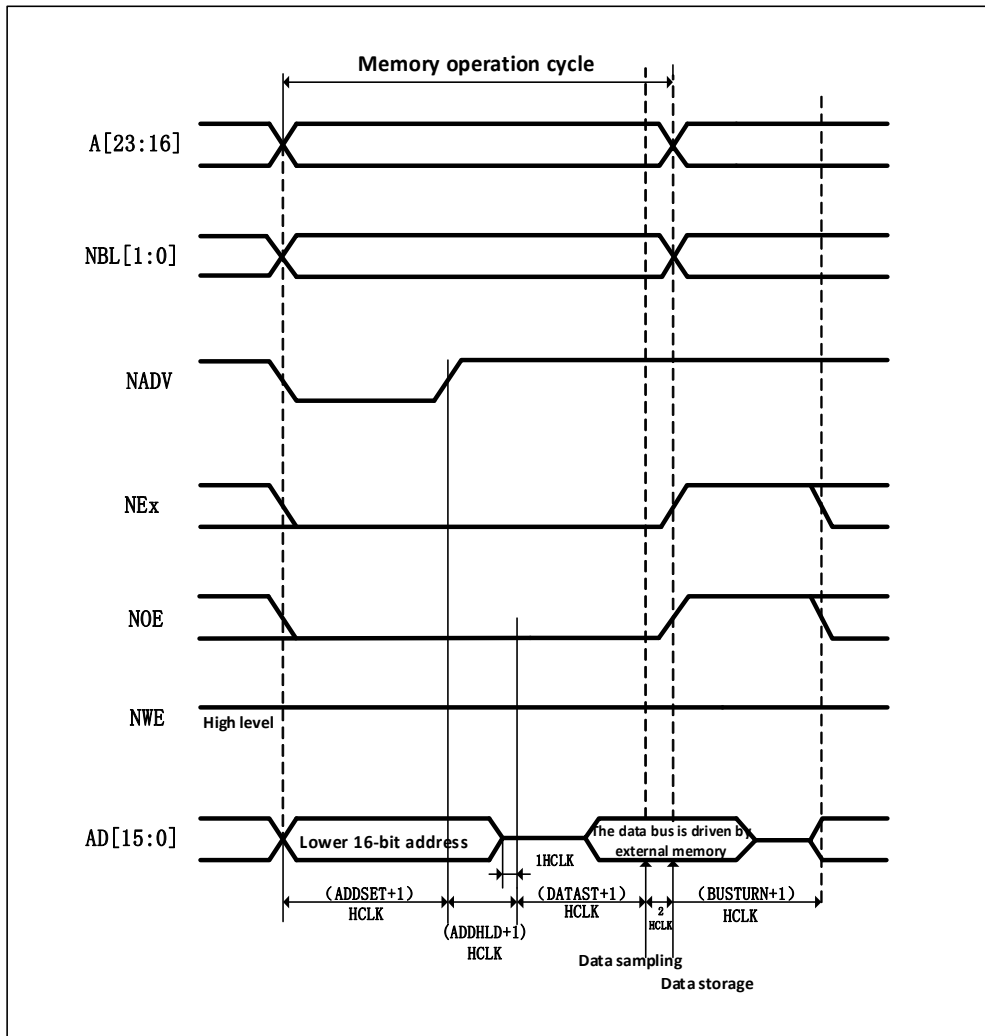 Memory operation cycle
A[23:16]
NBL[1:0]
NADV
NEx
NOE
NWE
High level
AD[15:0]
Lower 16-bit address
The data bus is driven by
external memory
1HCLK
(ADDSET+1)
HCLK
(ADDHLD+1)
HCLK
(DATAST+1)
HCLK
2
HCLK
(BUSTURN+1)
HCLK
Data sampling
Data storage